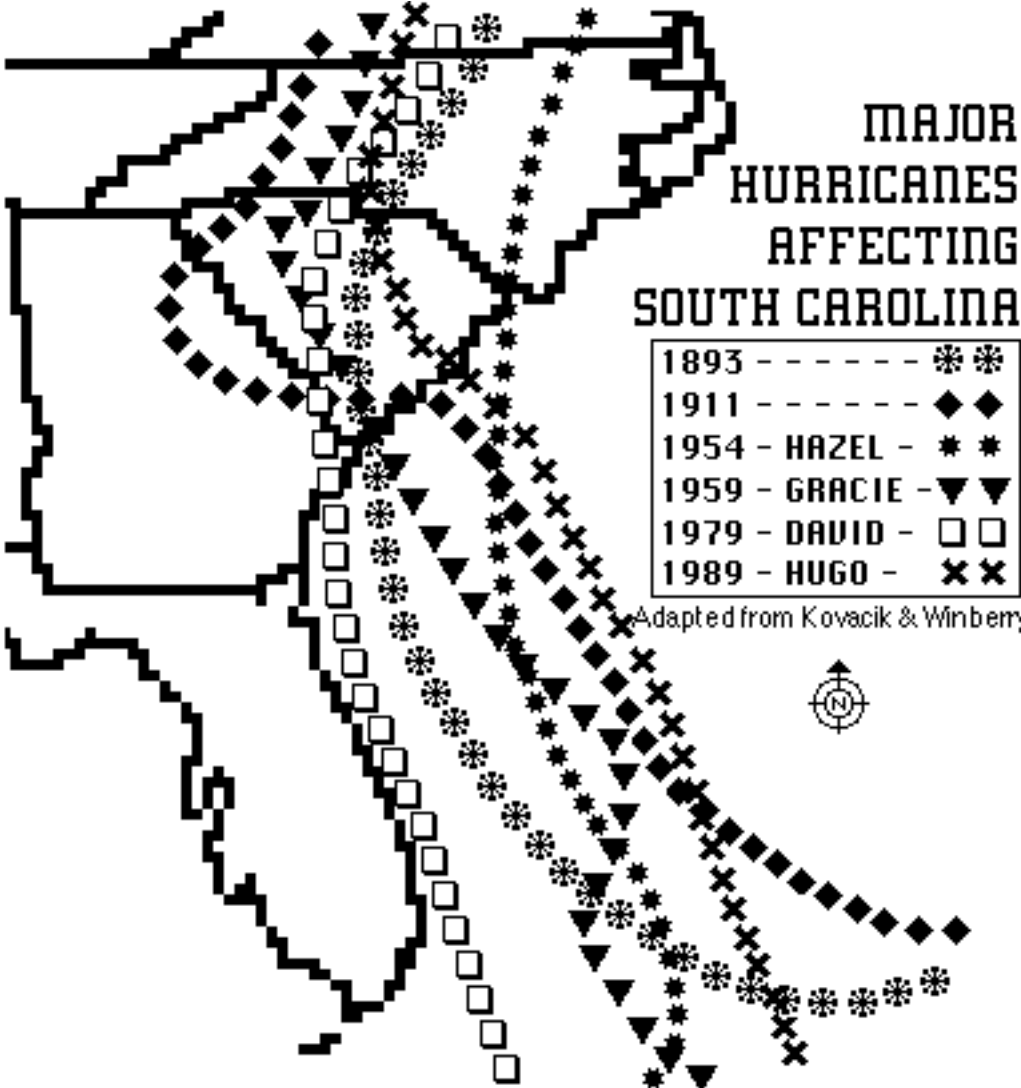 MAJOR
HURRICANES
AFFECTING
SOUTH CAROLINA
1893 - - - - - -
1911 - - - - - -
1954 - HAZEL -
1959 - GRACIE -
1979 - DAVID -
1989 - HUGO -
Adapted from Kovacik & Winberry
N